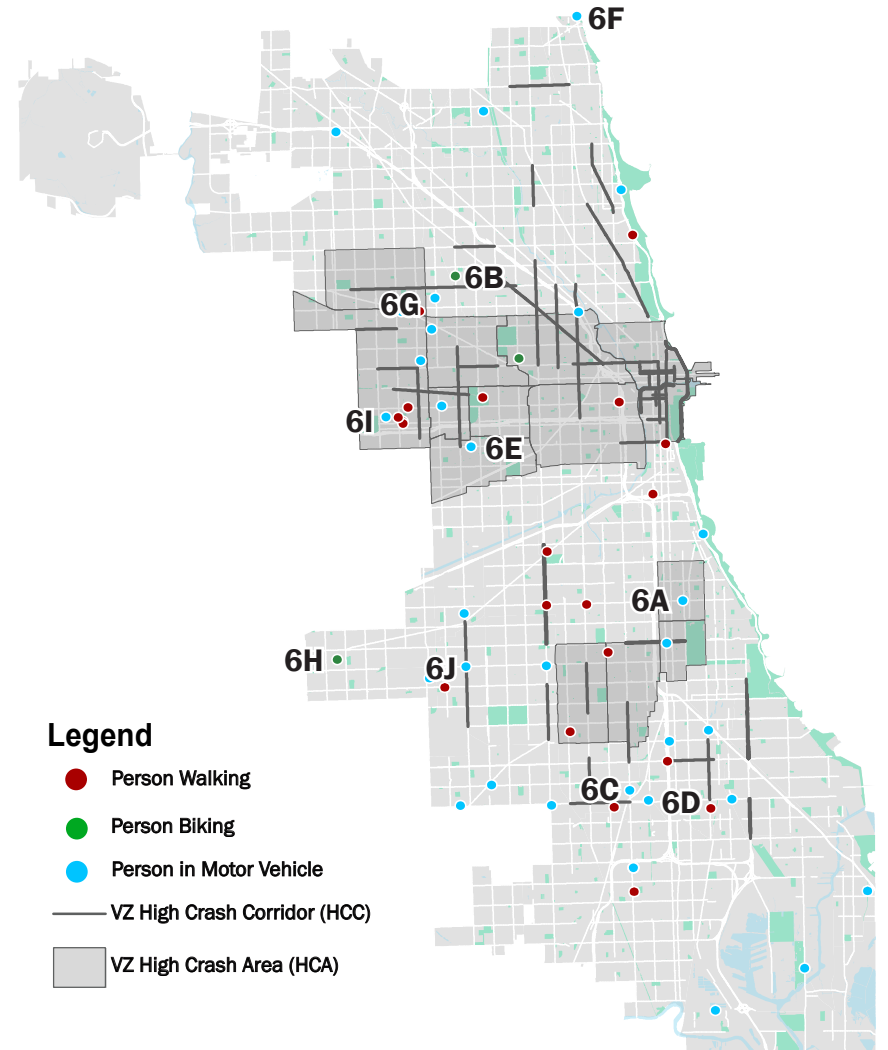 6F
6B
6G
6I
6E
6A
6H
6J
6C
6D
Legend
Person Walking
Person Biking
Person in Motor Vehicle
VZ High Crash Corridor (HCC)
VZ High Crash Area (HCA)